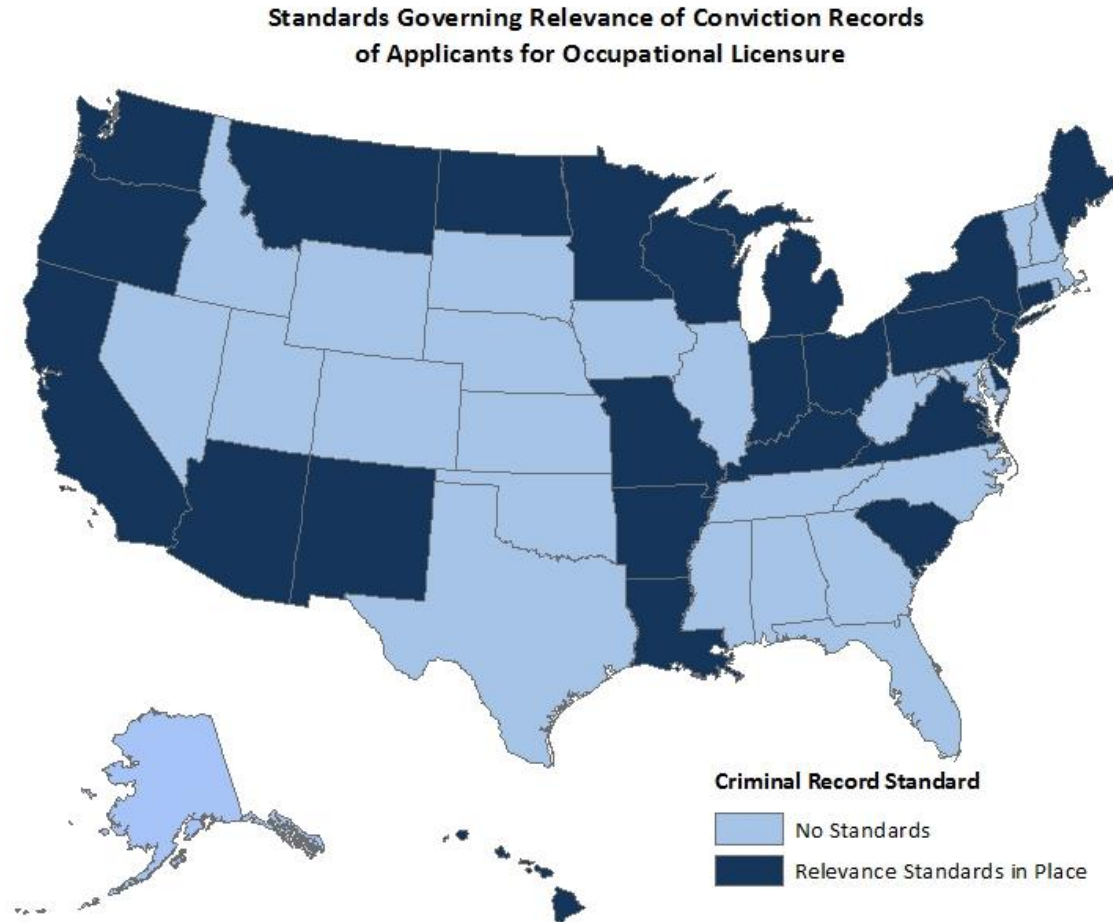 Standards Governing Relevance of Conviction Records
of Applicants for Occupational Licensure
Criminal Record Standard
No Standards
Relevance Standards in Place